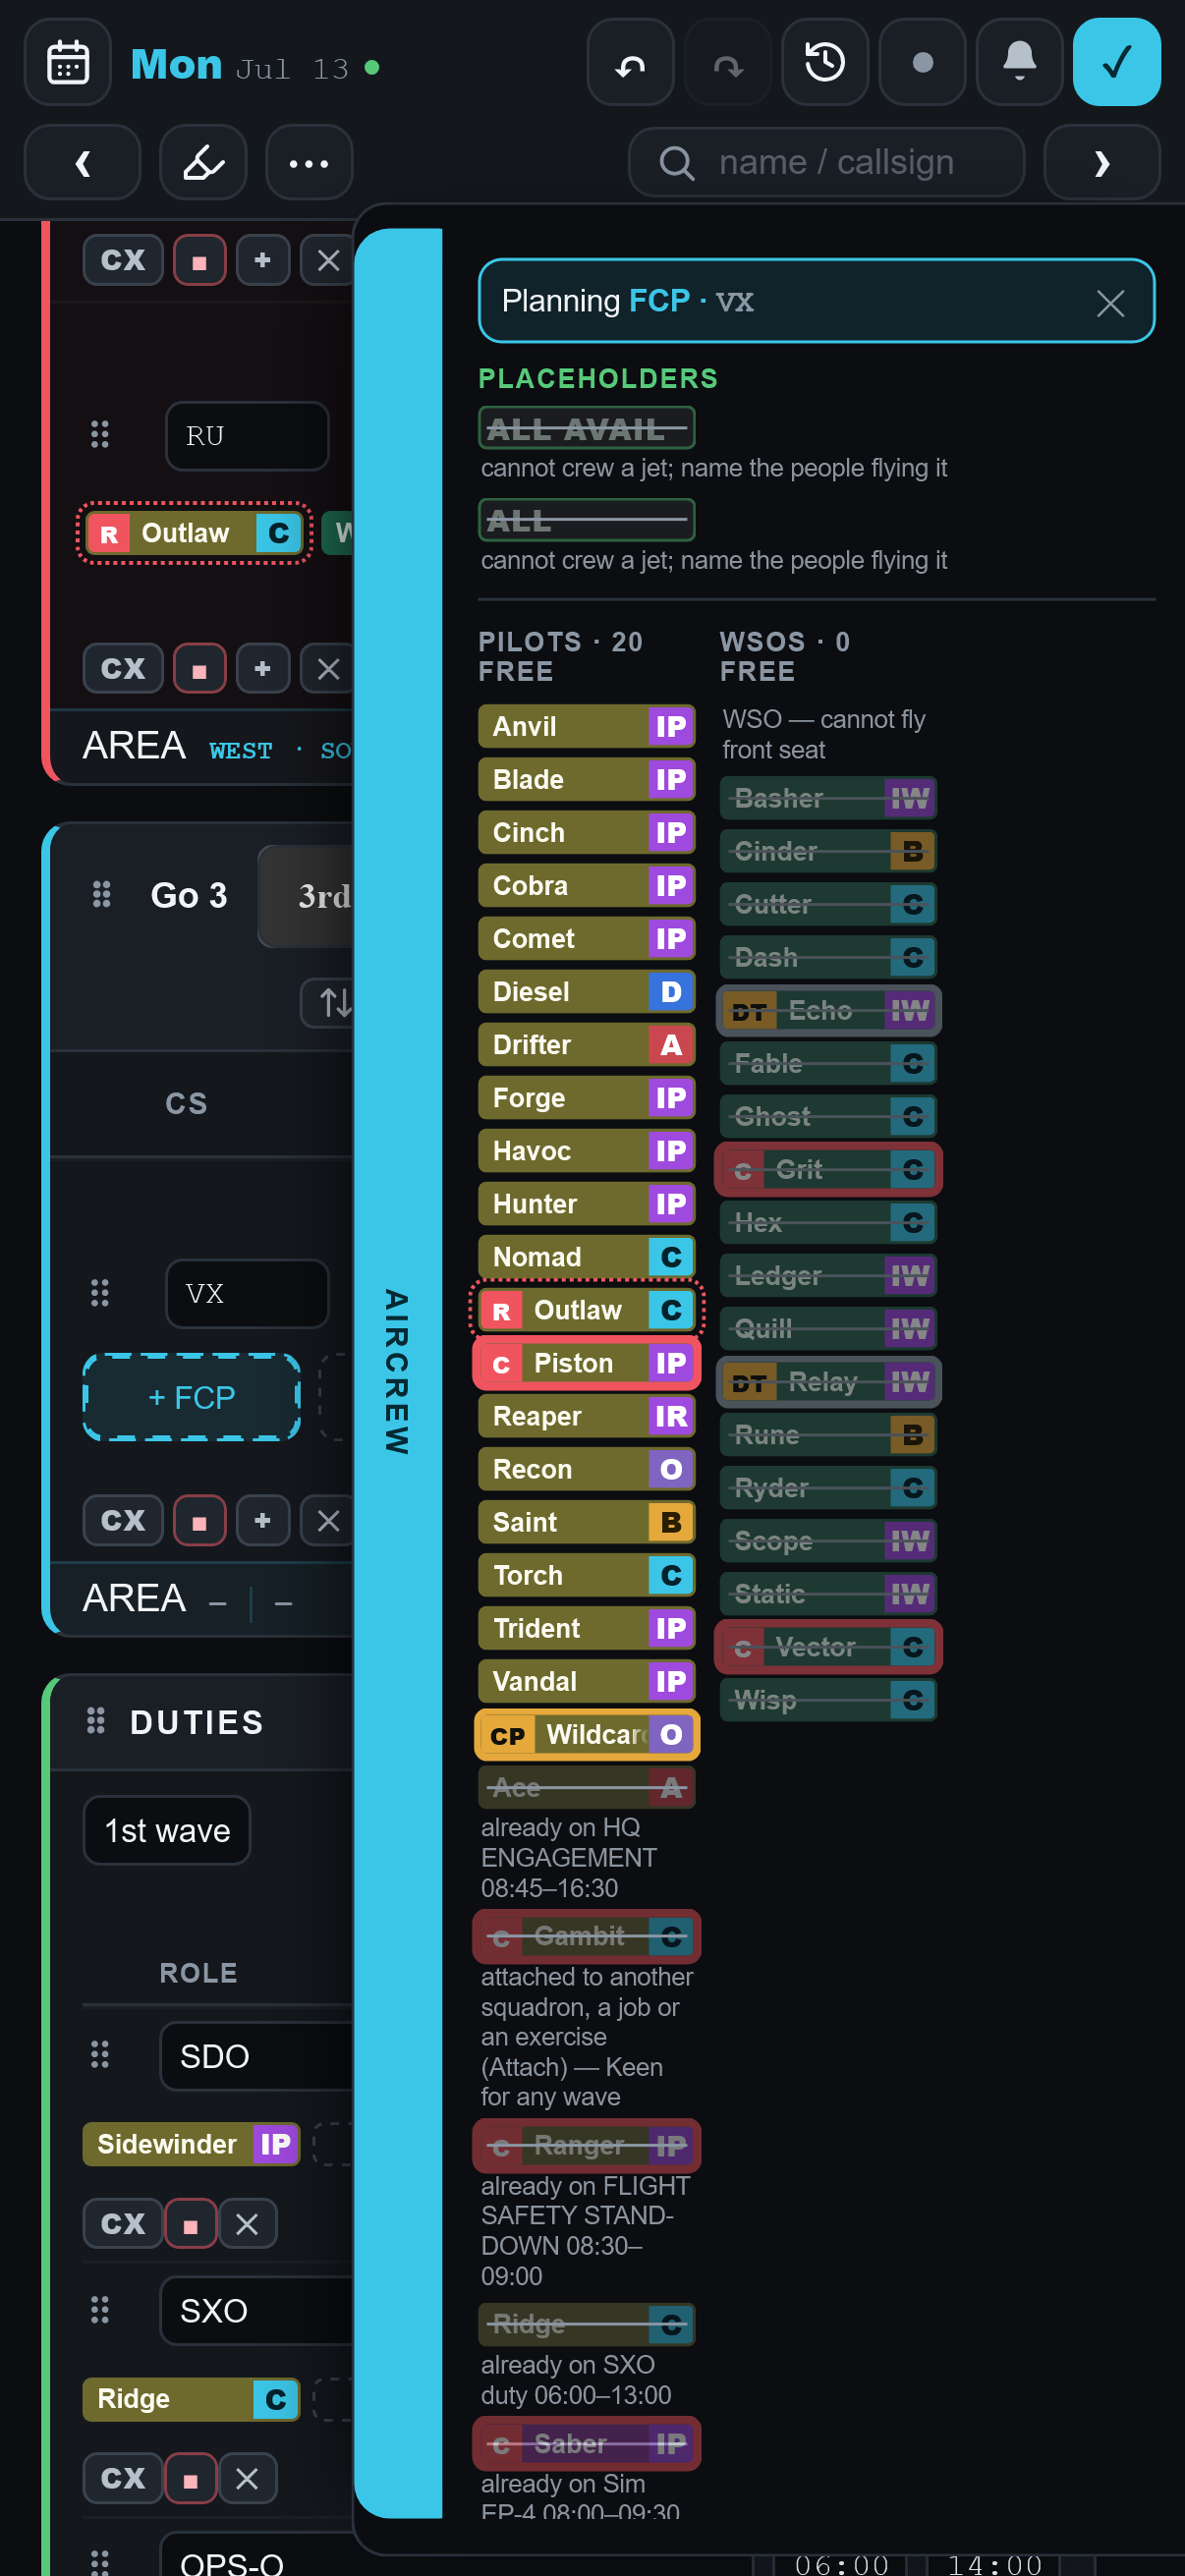 Mon Jul 13
name / callsign
CX
RU
R Outlaw C
CX
AREA WEST · SO
Go 3 3rd
CS
VX
+ FCP
CX
AREA – –
DUTIES
1st wave
ROLE
SDO
Sidewinder IP
CX
SXO
Ridge C
CX
OPS-O
AIRCREW
Planning FCP · VX
PLACEHOLDERS
ALL AVAIL
cannot crew a jet; name the people flying it
ALL
cannot crew a jet; name the people flying it
PILOTS · 20
FREE
Anvil IP
Blade IP
Cinch IP
Cobra IP
Comet IP
Diesel D
Drifter A
Forge IP
Havoc IP
Hunter IP
Nomad C
R Outlaw C
C Piston IP
Reaper IR
Recon O
Saint B
Torch C
Trident IP
Vandal IP
CP Wildcard O
Ace A
already on HQ
ENGAGEMENT
08:45–16:30
C Gambit C
attached to another
squadron, a job or
an exercise
(Attach) — Keen
for any wave
C Ranger IP
already on FLIGHT
SAFETY STAND-
DOWN 08:30–
09:00
Ridge C
already on SXO
duty 06:00–13:00
C Saber IP
already on Sim
EP-4 08:00–09:30
WSOS · 0
FREE
WSO — cannot fly
front seat
Basher IW
Cinder B
Cutter C
Dash C
DT Echo IW
Fable C
Ghost C
C Grit C
Hex C
Ledger IW
Quill IW
DT Relay IW
Rune B
Ryder C
Scope IW
Static IW
C Vector C
Wisp C
06:00 14:00